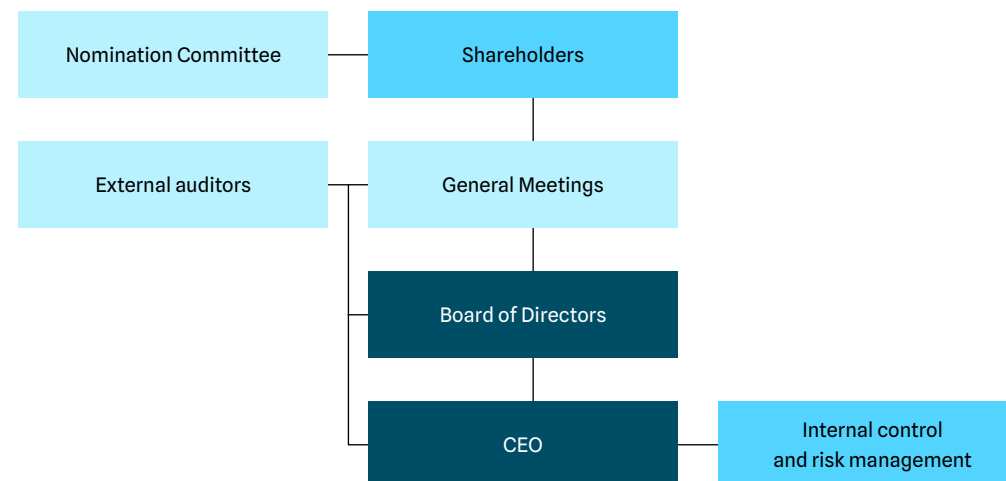 Nomination Committee
Shareholders
External auditors
General Meetings
Board of Directors
CEO
Internal control
and risk management